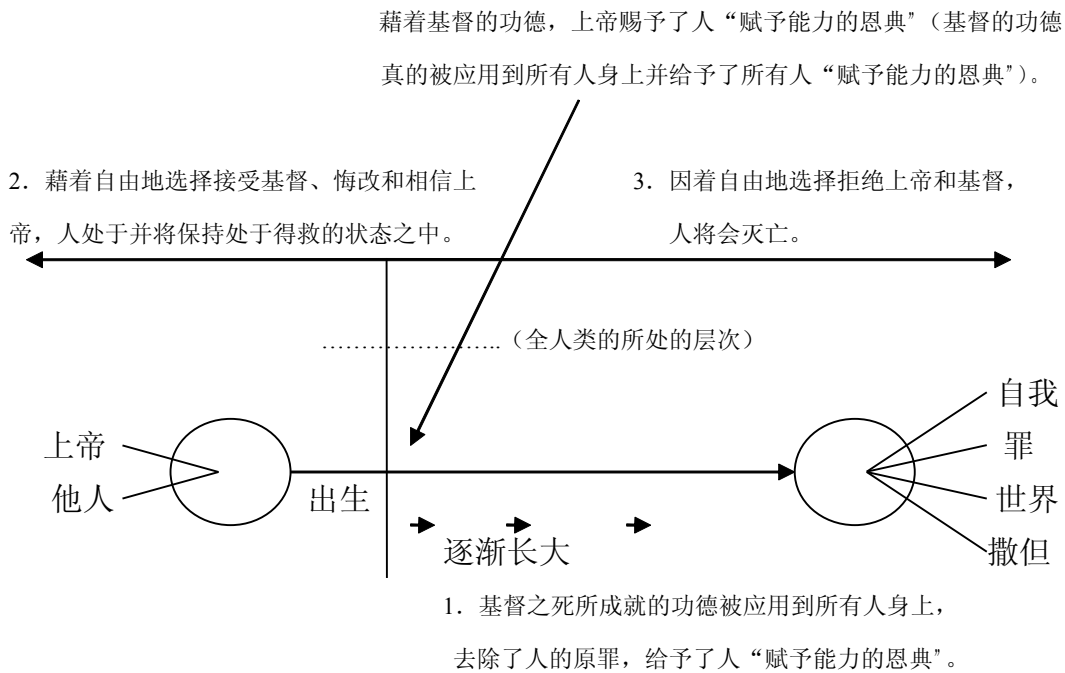 藉着基督的功德，上帝赐予了人“赋予能力的恩典”（基督的功德
真的被应用到所有人身上并给予了所有人“赋予能力的恩典”）。
2．藉着自由地选择接受基督、悔改和相信上
帝，人处于并将保持处于得救的状态之中。
3．因着自由地选择拒绝上帝和基督，
人将会灭亡。
…………………..（全人类的所处的层次）
上帝
他人
出生
逐渐长大
自我
罪
世界
撒但
1．基督之死所成就的功德被应用到所有人身上，
去除了人的原罪，给予了人“赋予能力的恩典”。